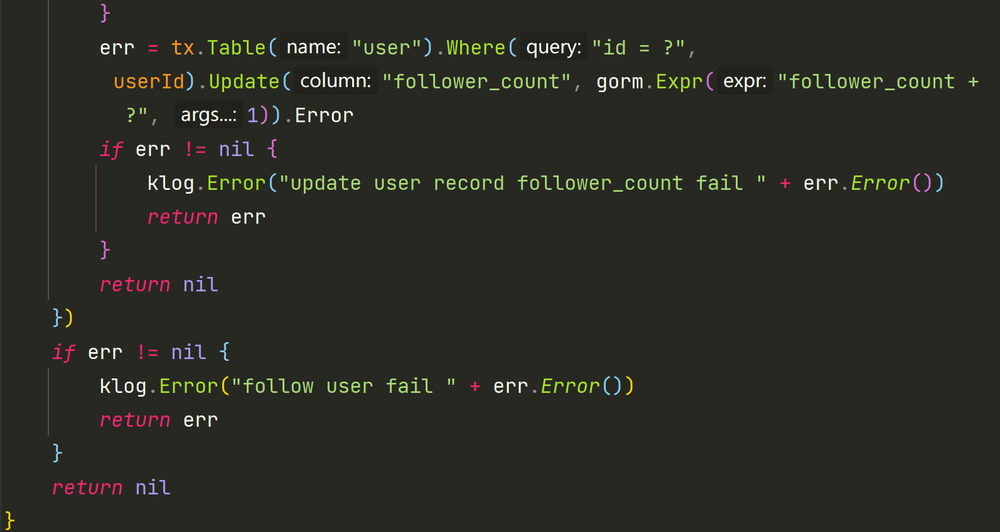 }
err = tx.Table( name: "user").Where( query: "id = ?",
userId).Update( column: "follower_count", gorm.Expr( expr: "follower_count +
?", args...: 1)).Error
if err != nil {
klog.Error("update user record follower_count fail " + err.Error())
return err
}
return nil
})
if err != nil {
klog.Error("follow user fail " + err.Error())
return err
}
return nil
}